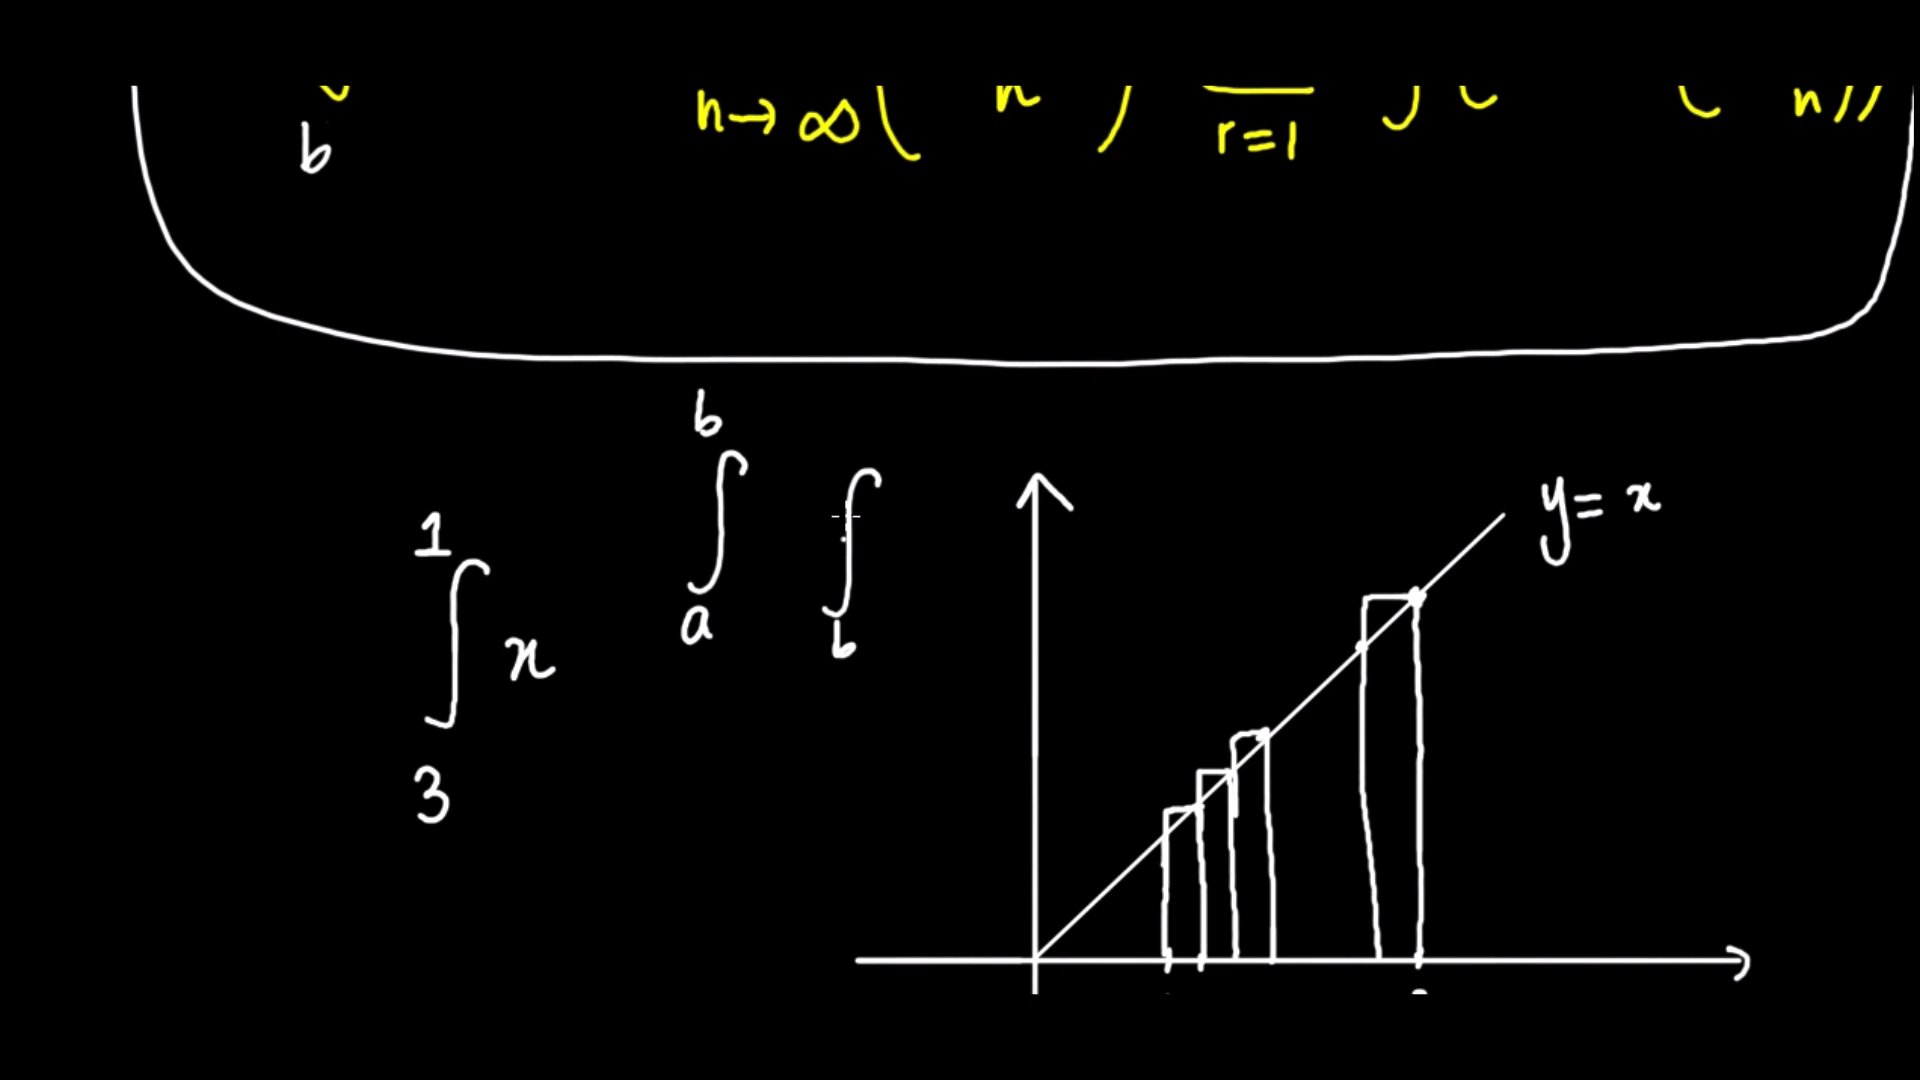 b n→∞( n ) r=1 f( ( n))
1∫3 x
b∫a ∫b
y=x